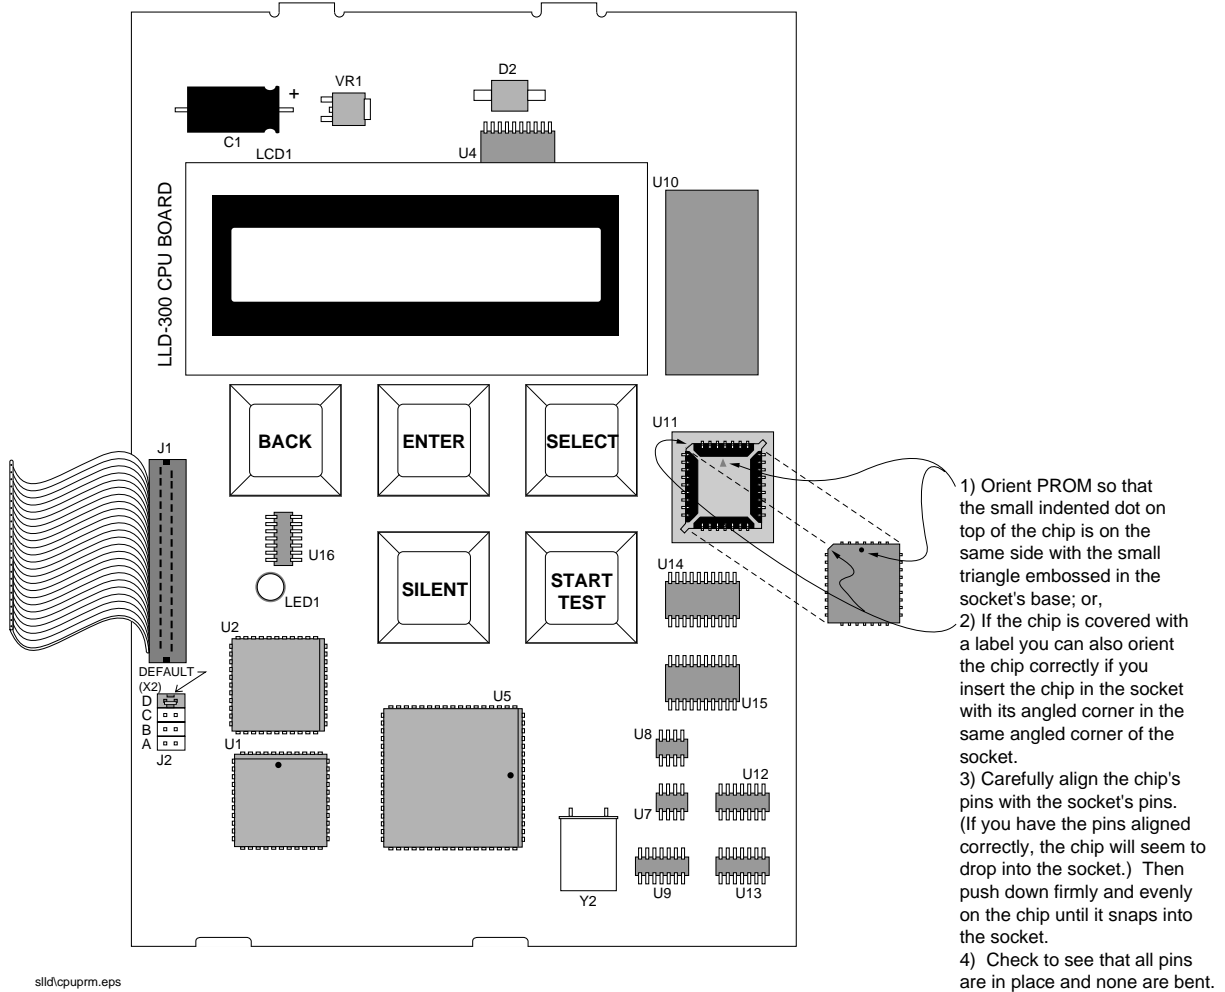 D2
VR1
+
C1
LCD1
U4
U10
LLD-300 CPU BOARD
BACK
ENTER
SELECT
U11
J1
U16
LED1
SILENT
START
TEST
U14
U2
DEFAULT
(X2)
D
C
B
A
J2
U1
U5
U15
U8
U12
U7
U9
U13
Y2
1) Orient PROM so that
the small indented dot on
top of the chip is on the
same side with the small
triangle embossed in the
socket's base; or,
2) If the chip is covered with
a label you can also orient
the chip correctly if you
insert the chip in the socket
with its angled corner in the
same angled corner of the
socket.
3) Carefully align the chip's
pins with the socket's pins.
(If you have the pins aligned
correctly, the chip will seem to
drop into the socket.)  Then
push down firmly and evenly
on the chip until it snaps into
the socket.
4)  Check to see that all pins
are in place and none are bent.
slld\cpuprm.eps